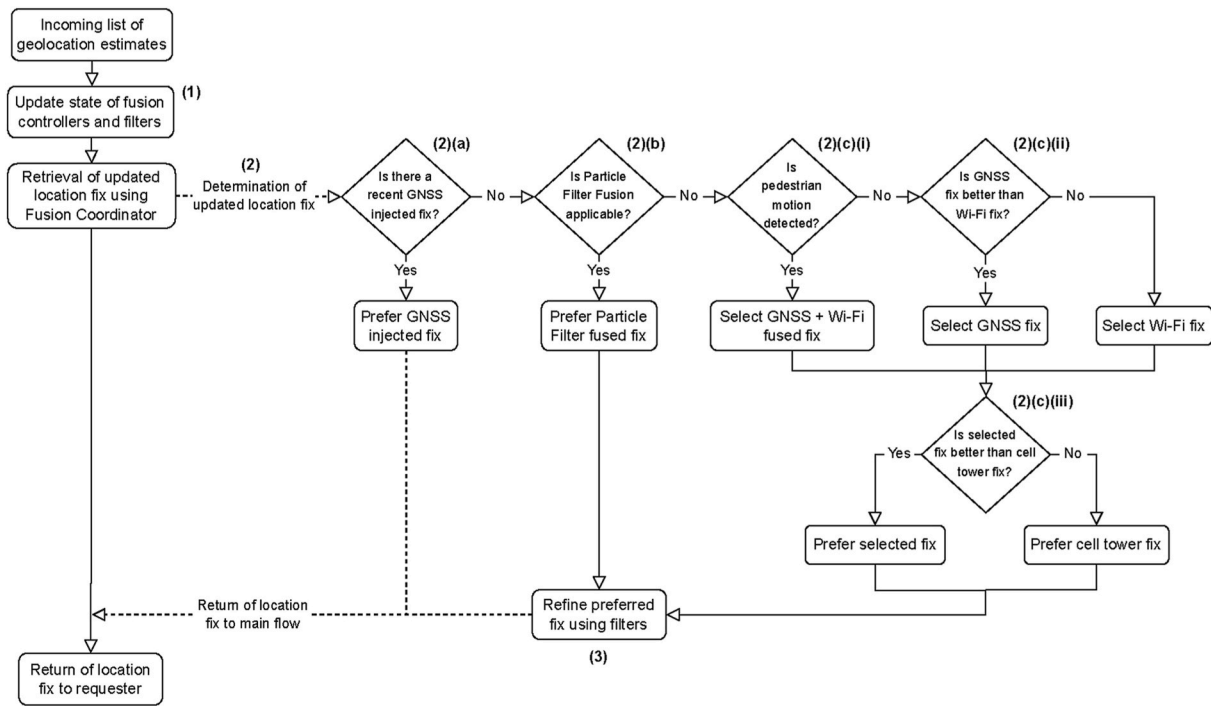 Incoming list of
geolocation estimates
(1)
Update state of fusion
controllers and filters
Retrieval of updated
location fix using
Fusion Coordinator
(2)
Determination of
updated location fix
(2)(a)
Is there a
recent GNSS
injected fix?
No
(2)(b)
Is Particle
Filter Fusion
applicable?
No
(2)(c)(i)
Is
pedestrian
motion
detected?
No
(2)(c)(ii)
Is GNSS
fix better than
Wi-Fi fix?
No
Yes
Yes
Yes
Yes
Prefer GNSS
injected fix
Prefer Particle
Filter fused fix
Select GNSS + Wi-Fi
fused fix
Select GNSS fix
Select Wi-Fi fix
(2)(c)(iii)
Is selected
fix better than cell
tower fix?
Yes
No
Prefer selected fix
Prefer cell tower fix
Return of location
fix to main flow
Refine preferred
fix using filters
(3)
Return of location
fix to requester